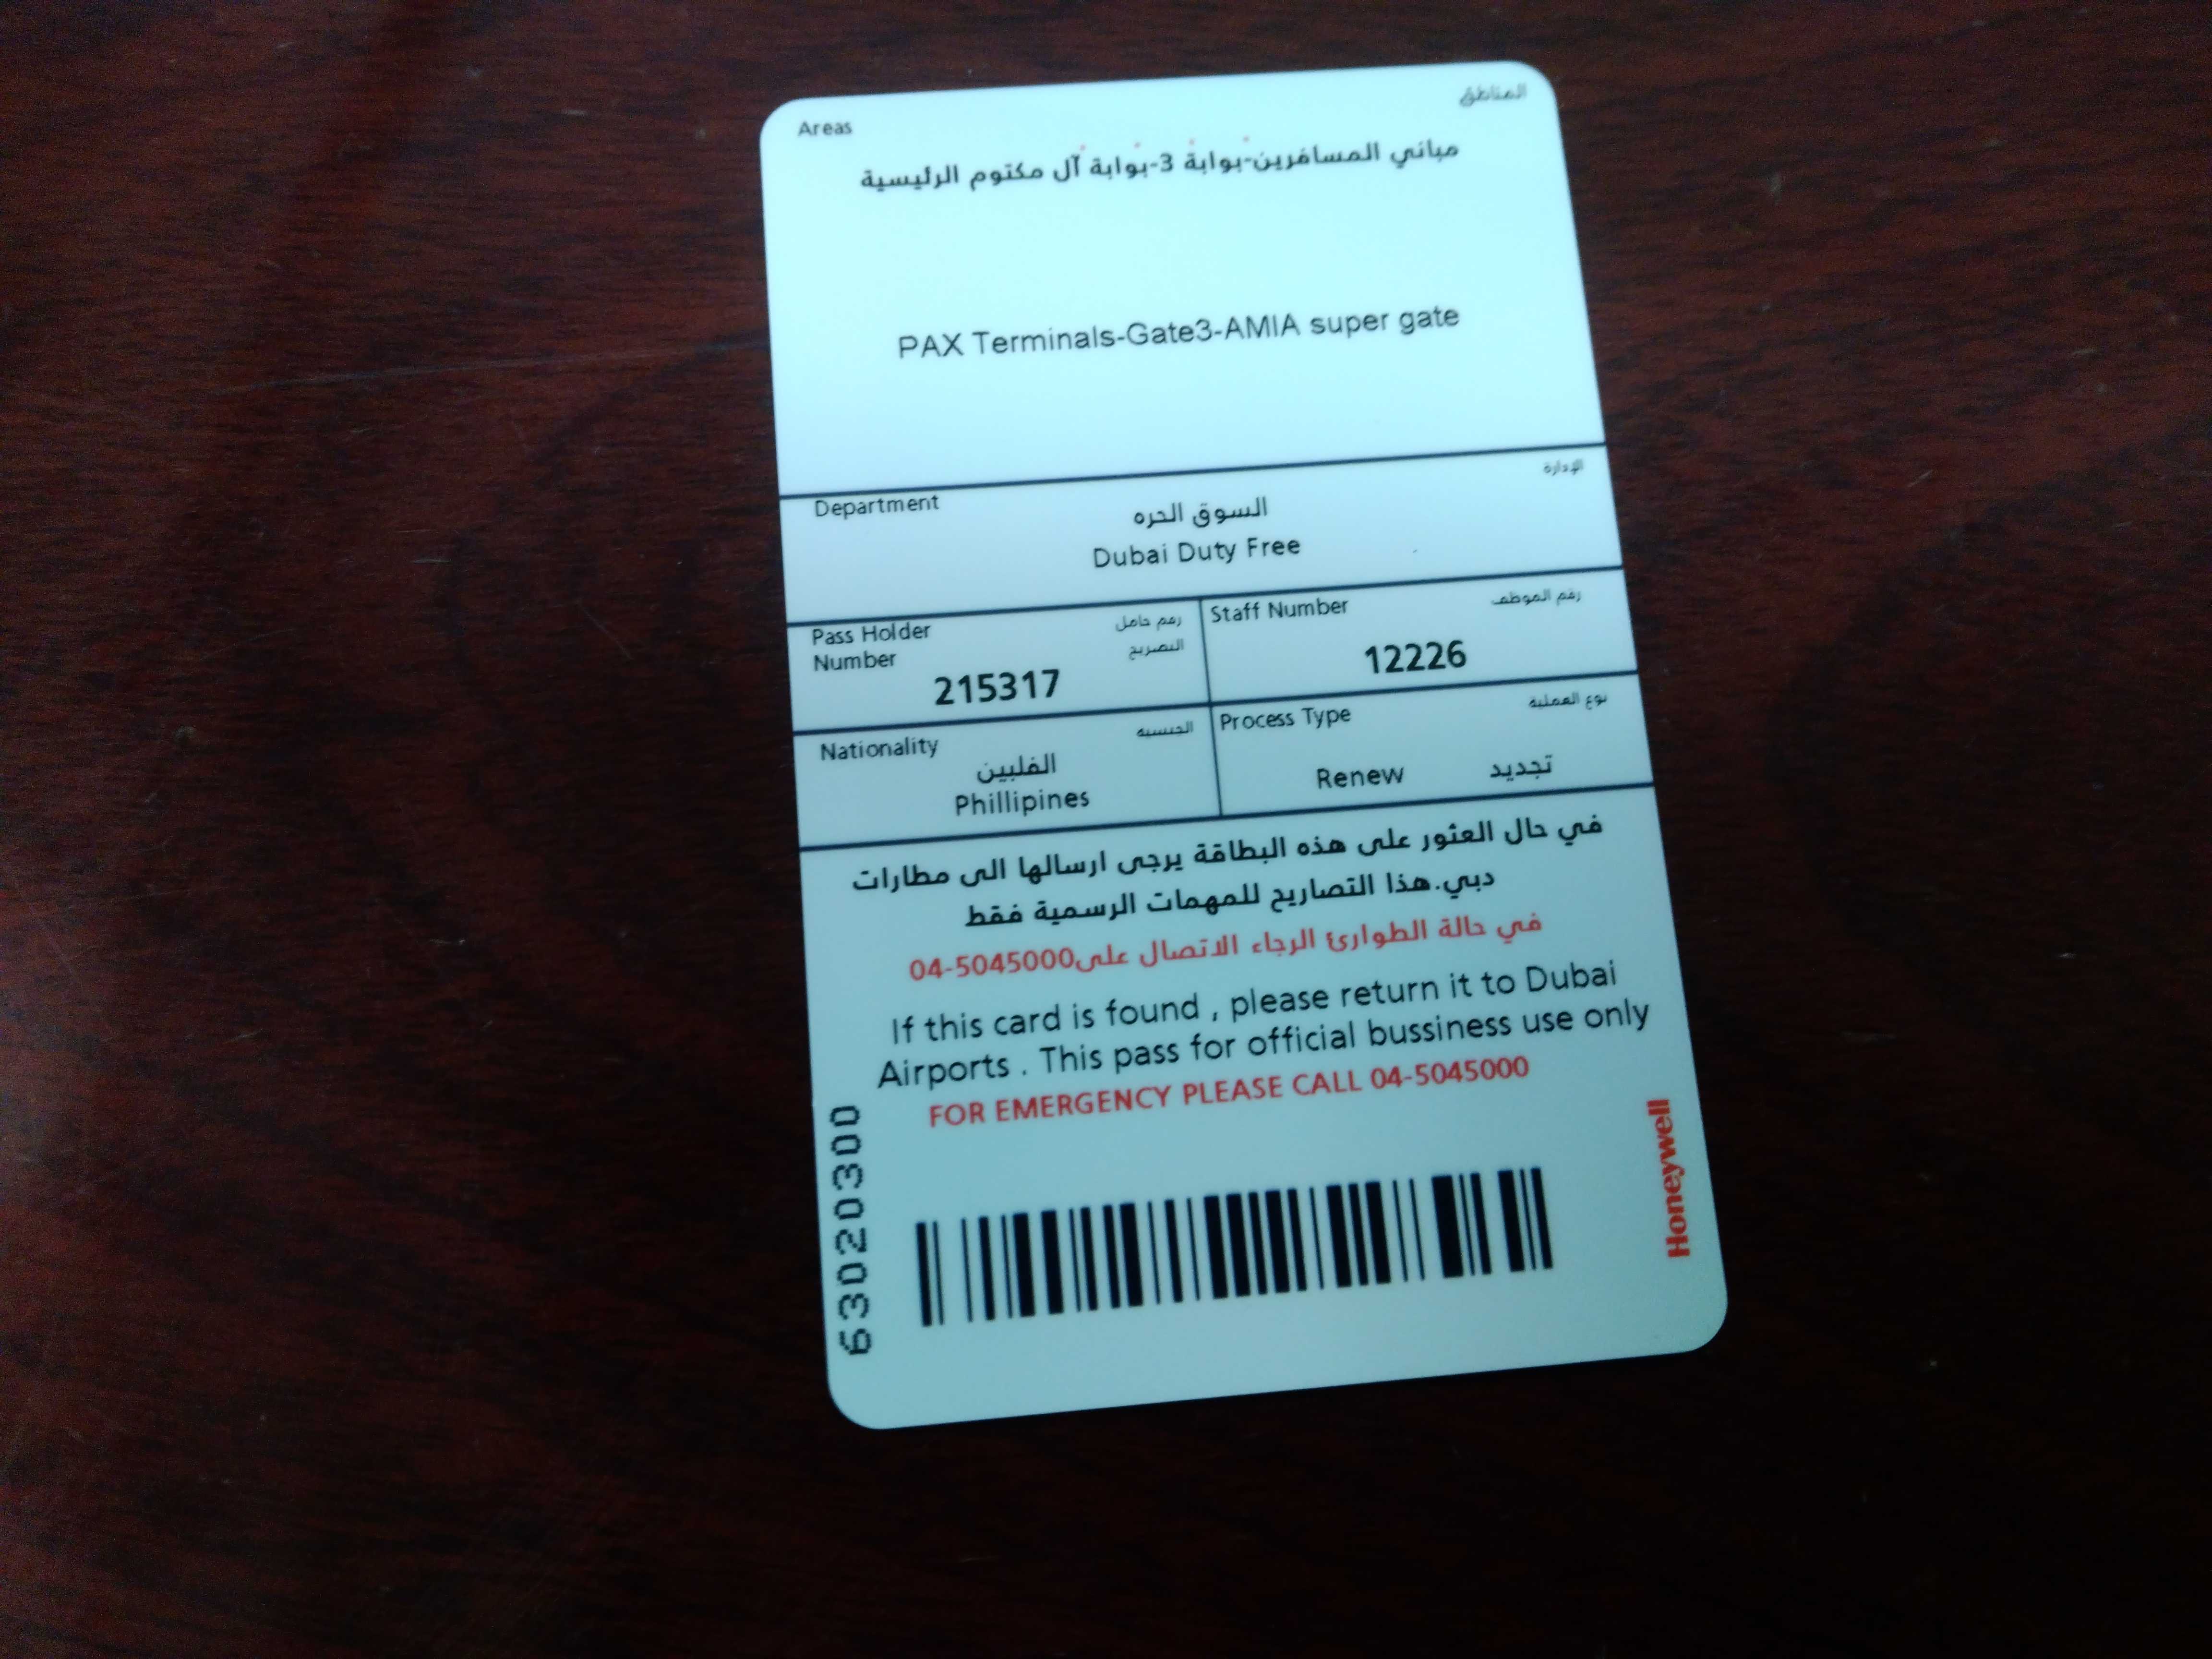 Areas المناطق
مباني المسافرين-بوابة 3-بوابة آل مكتوم الرئيسية
PAX Terminals-Gate3-AMIA super gate
Department الإدارة
السوق الحره
Dubai Duty Free
Pass Holder رقم حامل
Number التصريح
215317
Staff Number رقم الموظف
12226
Nationality الجنسية
الفلبين
Phillipines
Process Type نوع العملية
Renew تجديد
في حال العثور على هذه البطاقة يرجى ارسالها الى مطارات
دبي.هذا التصاريح للمهمات الرسمية فقط
في حالة الطوارئ الرجاء الاتصال على04-5045000
If this card is found , please return it to Dubai
Airports . This pass for official bussiness use only
FOR EMERGENCY PLEASE CALL 04-5045000
63020300
Honeywell